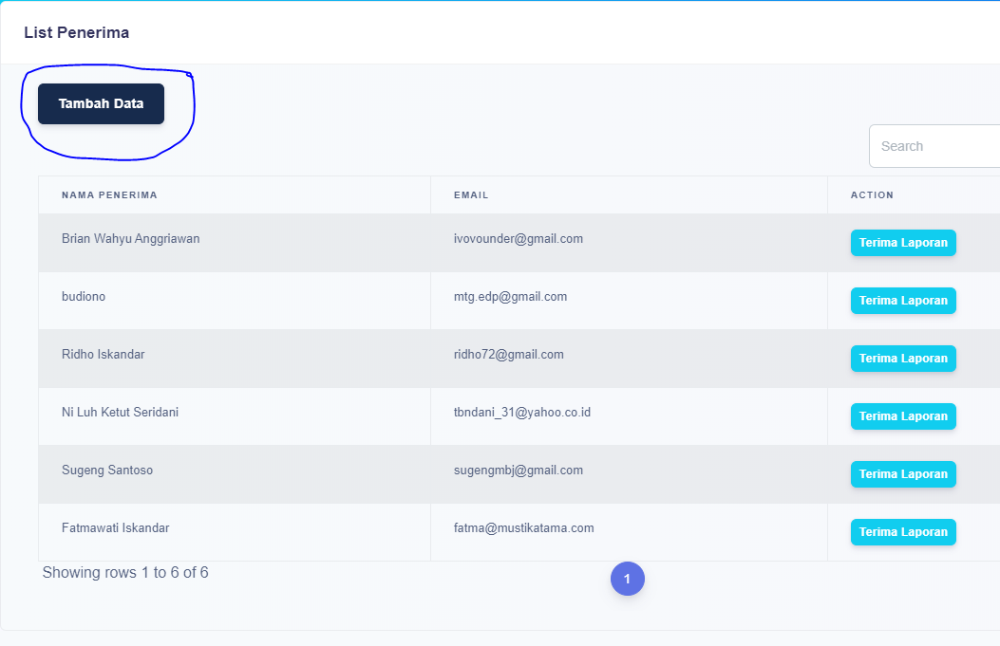 List Penerima
Tambah Data
Search
NAMA PENERIMA EMAIL ACTION
Brian Wahyu Anggriawan ivovounder@gmail.com Terima Laporan
budiono mtg.edp@gmail.com Terima Laporan
Ridho Iskandar ridho72@gmail.com Terima Laporan
Ni Luh Ketut Seridani tbndani_31@yahoo.co.id Terima Laporan
Sugeng Santoso sugengmbj@gmail.com Terima Laporan
Fatmawati Iskandar fatma@mustikatama.com Terima Laporan
Showing rows 1 to 6 of 6 1